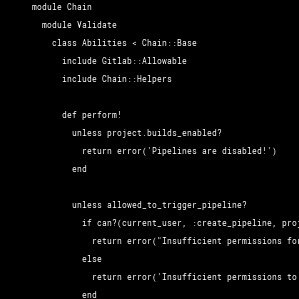 module Chain
module Validate
class Abilities < Chain::Base
include Gitlab::Allowable
include Chain::Helpers
def perform!
unless project.builds_enabled?
return error('Pipelines are disabled!')
end
unless allowed_to_trigger_pipeline?
if can?(current_user, :create_pipeline, proj
return error("Insufficient permissions for
else
return error('Insufficient permissions to
end